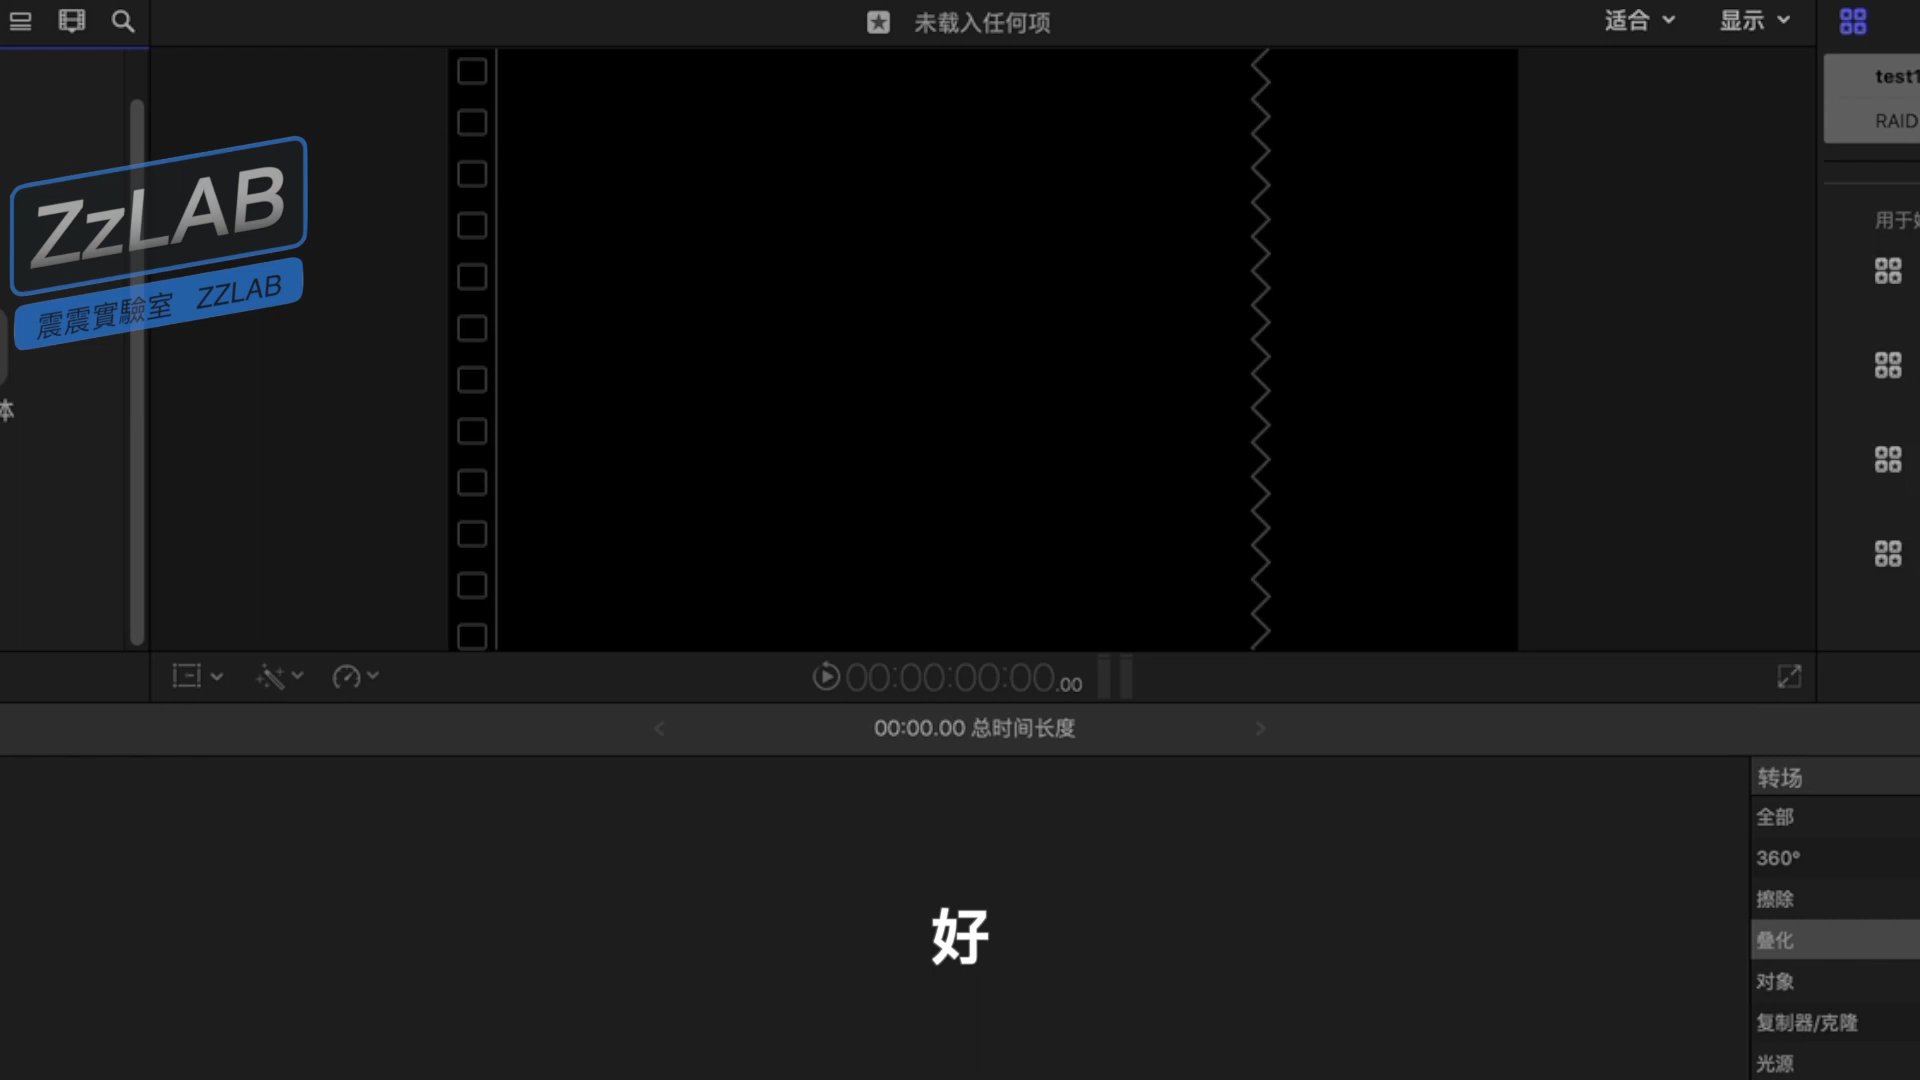 未载入任何项
适合
显示
test1
RAID
ZzLAB
震震實驗室 ZZLAB
用于
本
00:00:00:00.00
00:00.00 总时间长度
转场
全部
360°
擦除
叠化
对象
复制器/克隆
光源
好